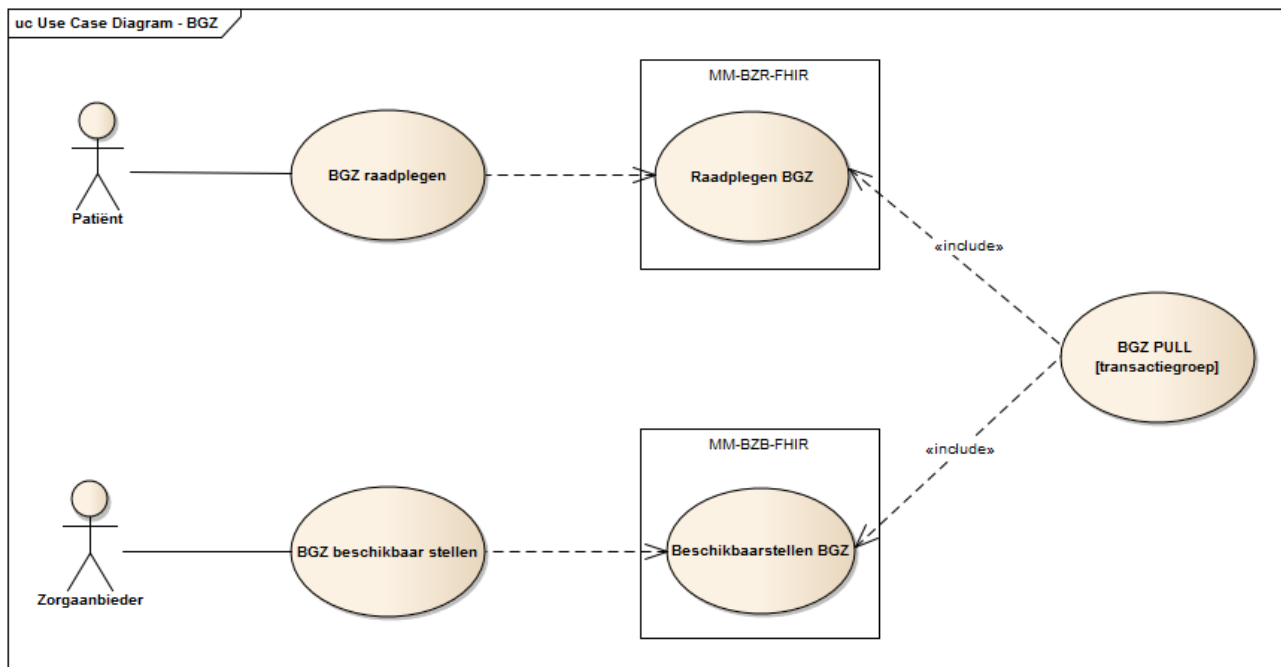 uc Use Case Diagram - BGZ
MM-BZR-FHIR
Patiënt
BGZ raadplegen
Raadplegen BGZ
«include»
BGZ PULL
[transactiegroep]
«include»
MM-BZB-FHIR
Zorgaanbieder
BGZ beschikbaar stellen
Beschikbaarstellen BGZ